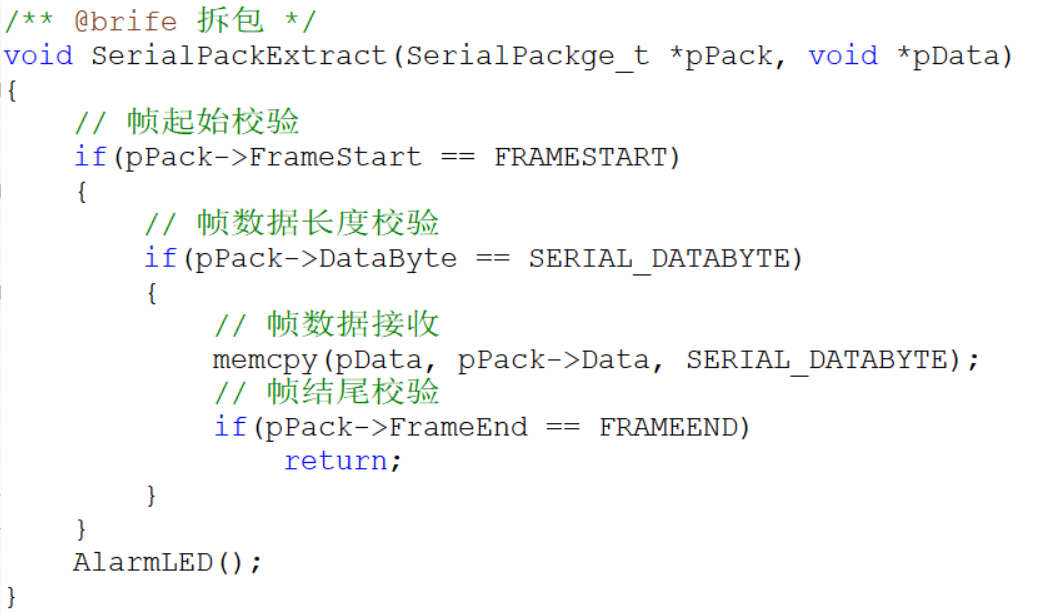 /** @brife 拆包 */
void SerialPackExtract(SerialPackge_t *pPack, void *pData)
{
    // 帧起始校验
    if(pPack->FrameStart == FRAMESTART)
    {
        // 帧数据长度校验
        if(pPack->DataByte == SERIAL_DATABYTE)
        {
            // 帧数据接收
            memcpy(pData, pPack->Data, SERIAL_DATABYTE);
            // 帧结尾校验
            if(pPack->FrameEnd == FRAMEEND)
                return;
        }
    }
    AlarmLED();
}